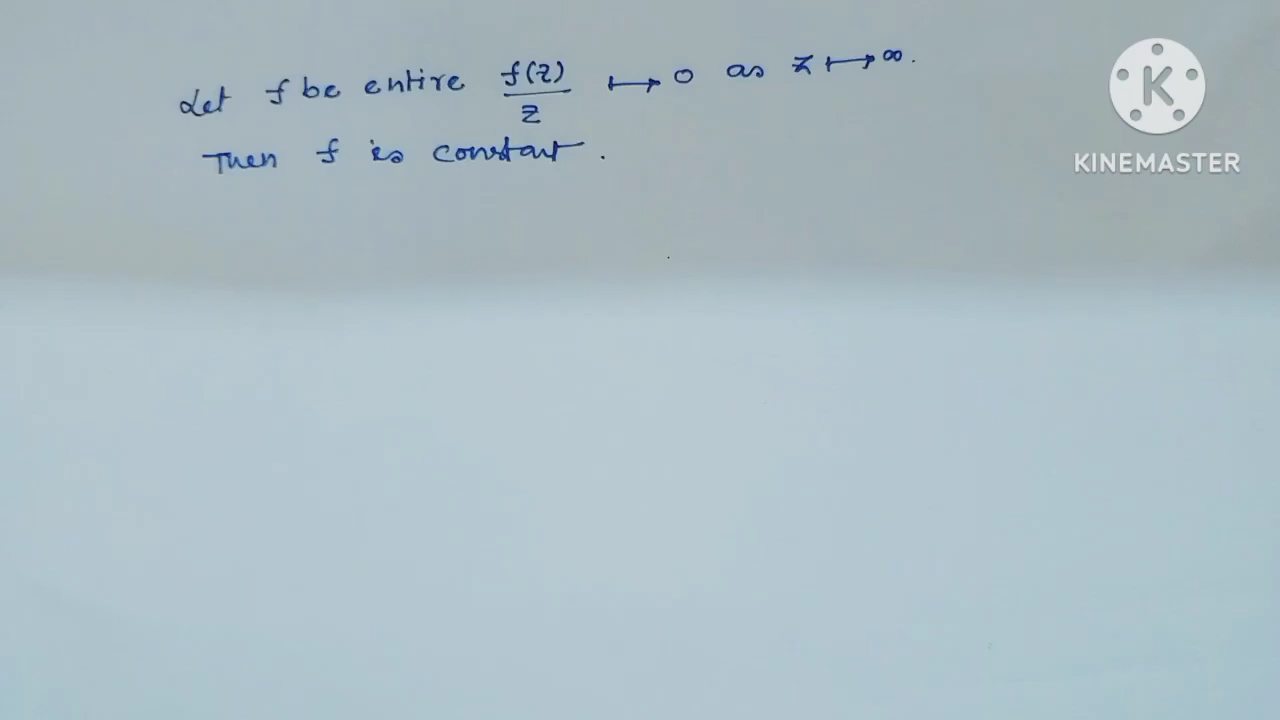 Let f be entire f(z)/z ↦ 0 as z ↦ ∞.
Then f is constant.
KINEMASTER